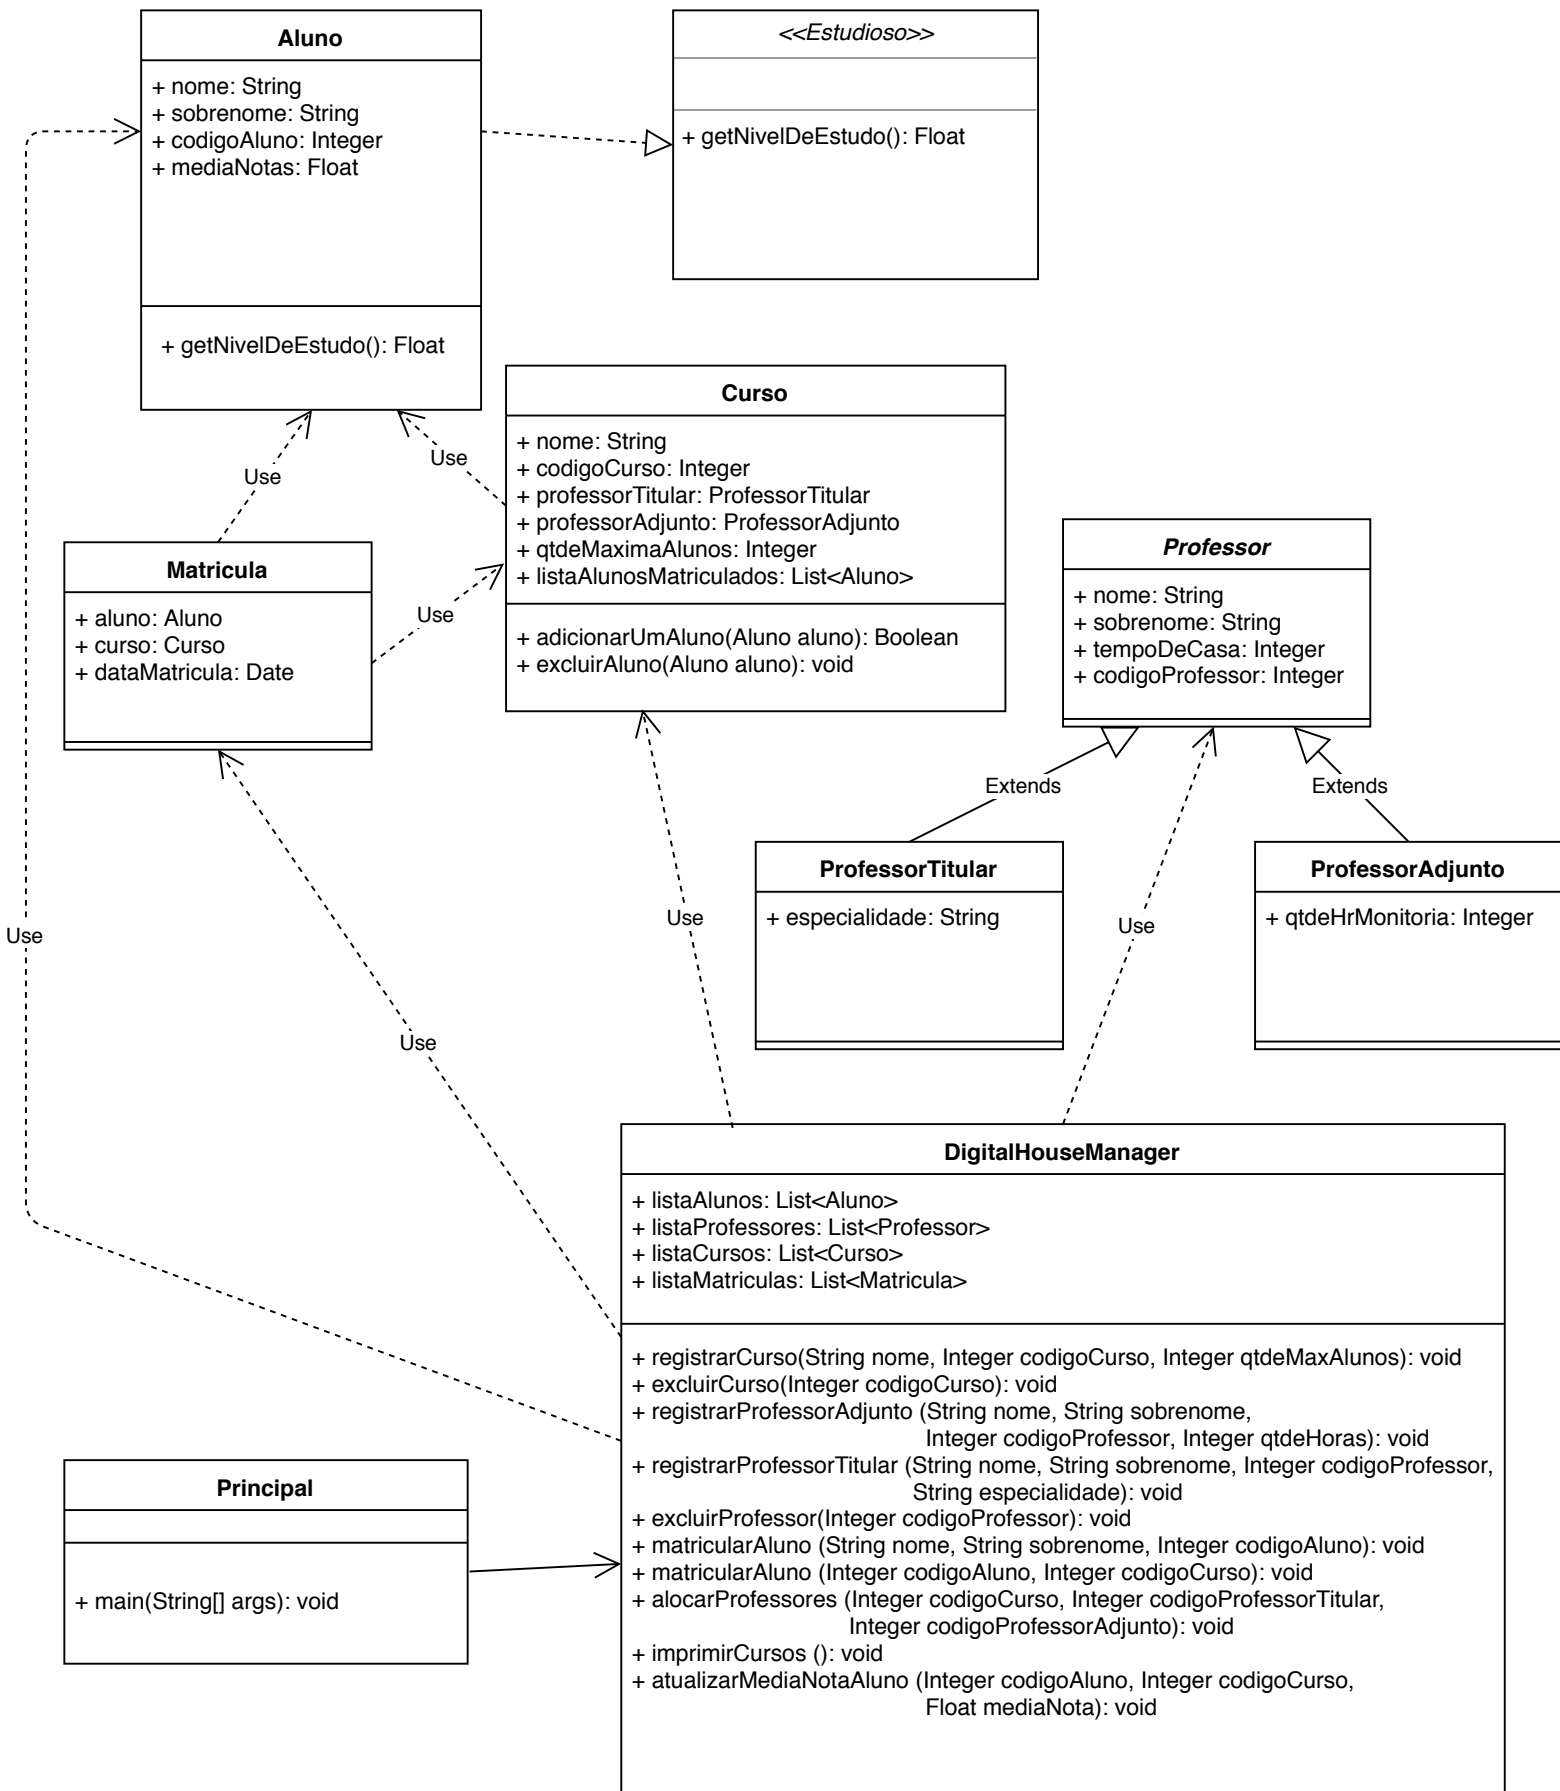 Aluno
+ nome: String
+ sobrenome: String
+ codigoAluno: Integer
+ mediaNotas: Float
+ getNivelDeEstudo(): Float
<<Estudioso>>
+ getNivelDeEstudo(): Float
Use
Use
Curso
+ nome: String
+ codigoCurso: Integer
+ professorTitular: ProfessorTitular
+ professorAdjunto: ProfessorAdjunto
+ qtdeMaximaAlunos: Integer
+ listaAlunosMatriculados: List<Aluno>
+ adicionarUmAluno(Aluno aluno): Boolean
+ excluirAluno(Aluno aluno): void
Matricula
+ aluno: Aluno
+ curso: Curso
+ dataMatricula: Date
Use
Professor
+ nome: String
+ sobrenome: String
+ tempoDeCasa: Integer
+ codigoProfessor: Integer
Extends
Extends
ProfessorTitular
+ especialidade: String
ProfessorAdjunto
+ qtdeHrMonitoria: Integer
Use
Use
Use
Use
DigitalHouseManager
+ listaAlunos: List<Aluno>
+ listaProfessores: List<Professor>
+ listaCursos: List<Curso>
+ listaMatriculas: List<Matricula>
+ registrarCurso(String nome, Integer codigoCurso, Integer qtdeMaxAlunos): void
+ excluirCurso(Integer codigoCurso): void
+ registrarProfessorAdjunto (String nome, String sobrenome,
Integer codigoProfessor, Integer qtdeHoras): void
+ registrarProfessorTitular (String nome, String sobrenome, Integer codigoProfessor,
String especialidade): void
+ excluirProfessor(Integer codigoProfessor): void
+ matricularAluno (String nome, String sobrenome, Integer codigoAluno): void
+ matricularAluno (Integer codigoAluno, Integer codigoCurso): void
+ alocarProfessores (Integer codigoCurso, Integer codigoProfessorTitular,
Integer codigoProfessorAdjunto): void
+ imprimirCursos (): void
+ atualizarMediaNotaAluno (Integer codigoAluno, Integer codigoCurso,
Float mediaNota): void
Principal
+ main(String[] args): void